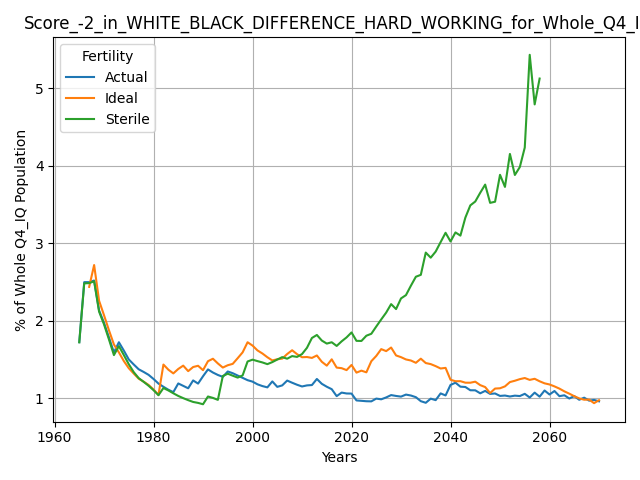 Score_-2_in_WHITE_BLACK_DIFFERENCE_HARD_WORKING_for_Whole_Q4_I
Fertility
Actual
Ideal
Sterile
% of Whole Q4_IQ Population
5
4
3
2
1
1960 1980 2000 2020 2040 2060
Years